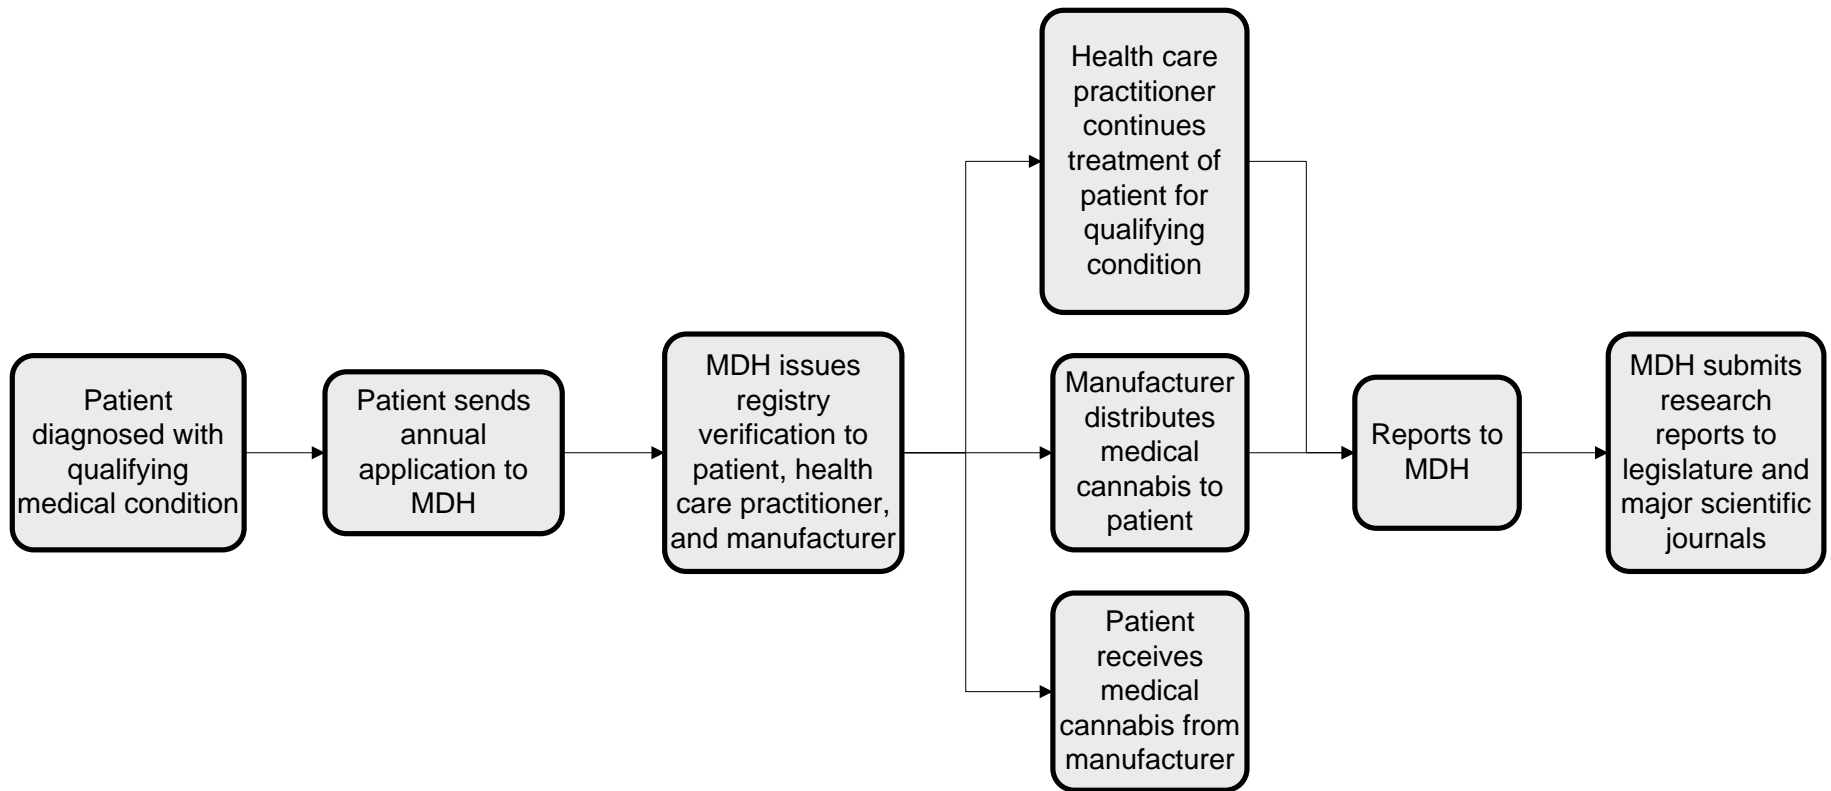 Patient
diagnosed with
qualifying
medical condition
Patient sends
annual
application to
MDH
MDH issues
registry
verification to
patient, health
care practitioner,
and manufacturer
Health care
practitioner
continues
treatment of
patient for
qualifying
condition
Manufacturer
distributes
medical
cannabis to
patient
Patient
receives
medical
cannabis from
manufacturer
Reports to
MDH
MDH submits
research
reports to
legislature and
major scientific
journals